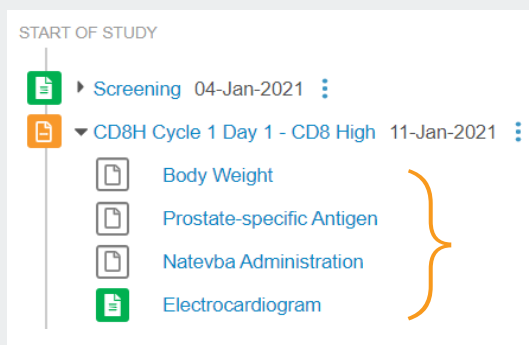 START OF STUDY
Screening 04-Jan-2021
CD8H Cycle 1 Day 1 - CD8 High 11-Jan-2021
Body Weight
Prostate-specific Antigen
Natevba Administration
Electrocardiogram